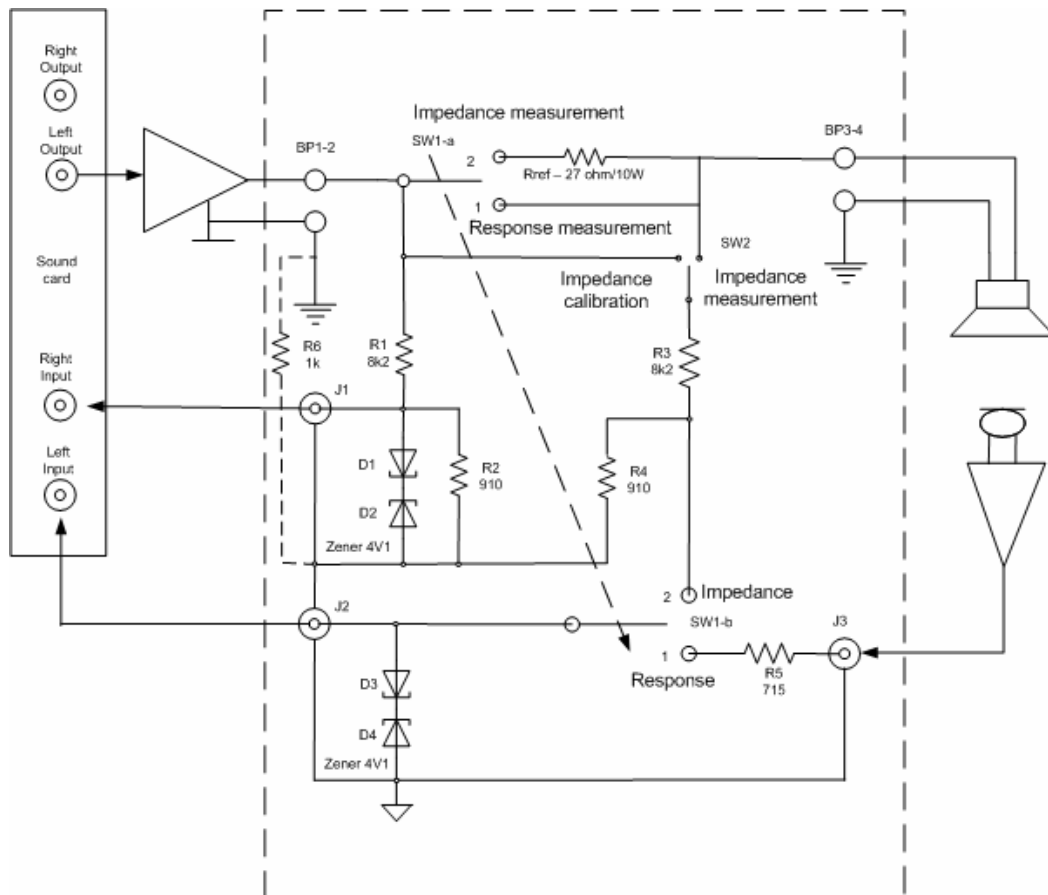 Right
Output
Left
Output
Sound
card
Right
Input
Left
Input
BP1-2
Impedance measurement
SW1-a
2
Rref – 27 ohm/10W
1
Response measurement
BP3-4
SW2
Impedance
calibration
Impedance
measurement
R6
1k
R1
8k2
R3
8k2
J1
D1
D2
R2
910
R4
910
Zener 4V1
J2
2
Impedance
SW1-b
1
Response
R5
715
J3
D3
D4
Zener 4V1